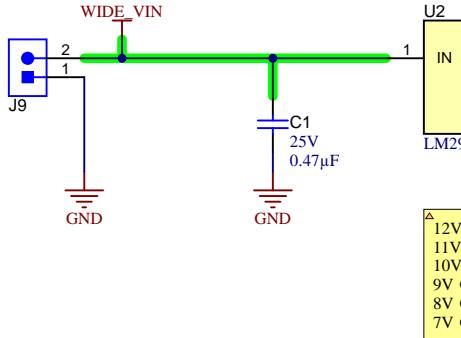 WIDE_VIN
U2
2
1
1
IN
J9
C1
25V
0.47µF
LM29
GND
GND
12V
11V
10V
9V
8V
7V